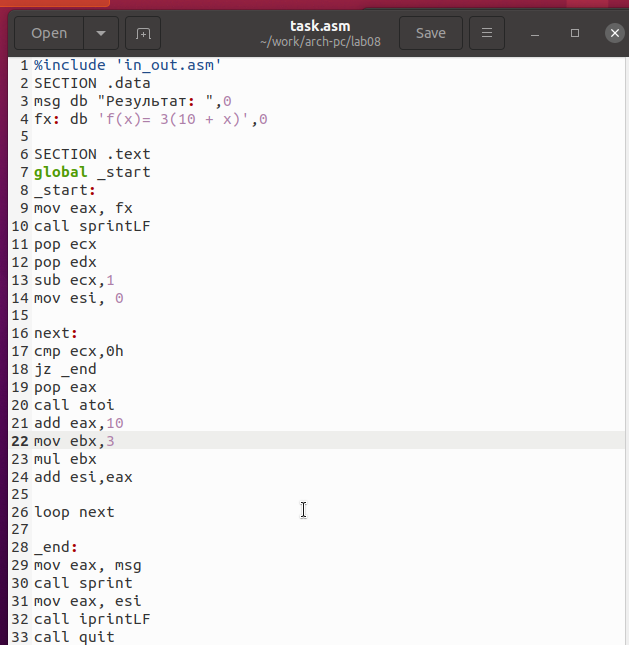 Open
task.asm
~/work/arch-pc/lab08
Save
1 %include 'in_out.asm'
2 SECTION .data
3 msg db "Результат: ",0
4 fx: db 'f(x)= 3(10 + x)',0
5
6 SECTION .text
7 global _start
8 _start:
9 mov eax, fx
10 call sprintLF
11 pop ecx
12 pop edx
13 sub ecx,1
14 mov esi, 0
15
16 next:
17 cmp ecx,0h
18 jz _end
19 pop eax
20 call atoi
21 add eax,10
22 mov ebx,3
23 mul ebx
24 add esi,eax
25
26 loop next
27
28 _end:
29 mov eax, msg
30 call sprint
31 mov eax, esi
32 call iprintLF
33 call quit